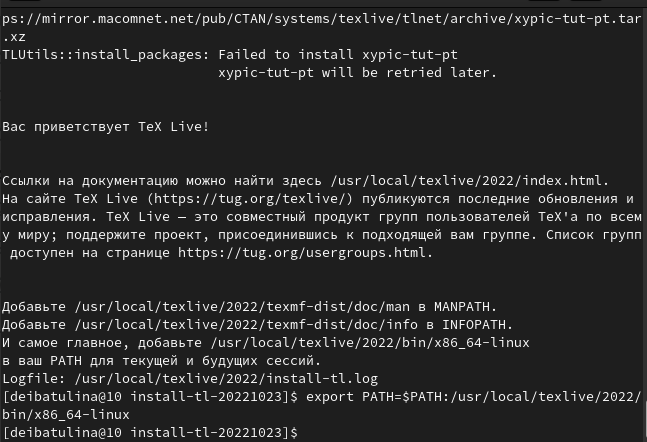 ps://mirror.macomnet.net/pub/CTAN/systems/texlive/tlnet/archive/xypic-tut-pt.tar
.xz
TLUtils::install_packages: Failed to install xypic-tut-pt
                           xypic-tut-pt will be retried later.
Вас приветствует TeX Live!
Ссылки на документацию можно найти здесь /usr/local/texlive/2022/index.html.
На сайте TeX Live (https://tug.org/texlive/) публикуются последние обновления и
исправления. TeX Live — это совместный продукт групп пользователей TeX'а по всем
у миру; поддержите проект, присоединившись к подходящей вам группе. Список групп
 доступен на странице https://tug.org/usergroups.html.
Добавьте /usr/local/texlive/2022/texmf-dist/doc/man в MANPATH.
Добавьте /usr/local/texlive/2022/texmf-dist/doc/info в INFOPATH.
И самое главное, добавьте /usr/local/texlive/2022/bin/x86_64-linux
в ваш PATH для текущей и будущих сессий.
Logfile: /usr/local/texlive/2022/install-tl.log
[deibatulina@10 install-tl-20221023]$ export PATH=$PATH:/usr/local/texlive/2022/
bin/x86_64-linux
[deibatulina@10 install-tl-20221023]$